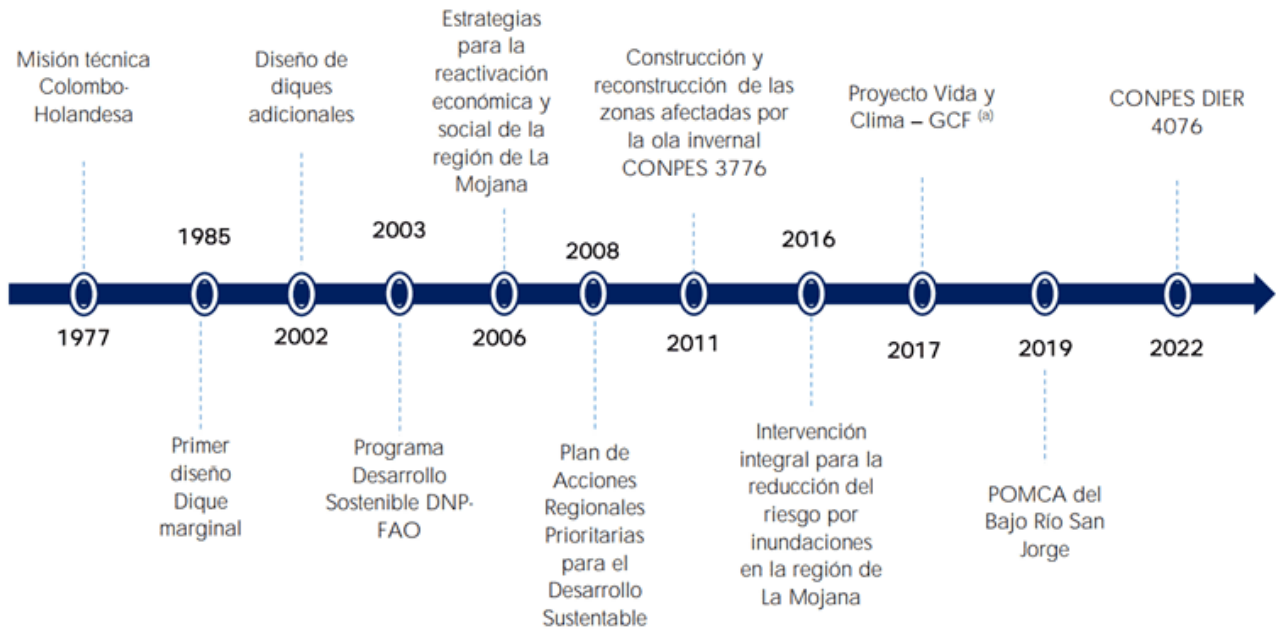 Misión técnica
Colombo-
Holandesa
Diseño de
diques
adicionales
Estrategias
para la
reactivación
económica y
social de la
región de La
Mojana
Construcción y
reconstrucción de las
zonas afectadas por
la ola invernal
CONPES 3776
Proyecto Vida y
Clima – GCF (a)
CONPES DIER
4076
1985
2003
2008
2016
1977
2002
2006
2011
2017
2019
2022
Primer
diseño
Dique
marginal
Programa
Desarrollo
Sostenible DNP-
FAO
Plan de
Acciones
Regionales
Prioritarias
para el
Desarrollo
Sustentable
Intervención
integral para la
reducción del
riesgo por
inundaciones
en la región de
La Mojana
POMCA del
Bajo Río San
Jorge